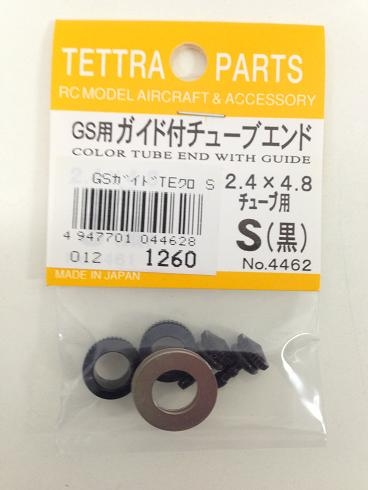 TETTRA PARTS
RC MODEL AIRCRAFT & ACCESSORY
GS用ガイド付チューブエンド
COLOR TUBE END WITH GUIDE
GSガイドTEクロ S
2.4×4.8
チューブ用
S(黒)
4 947701 044628
012 1260
No.4462
MADE IN JAPAN